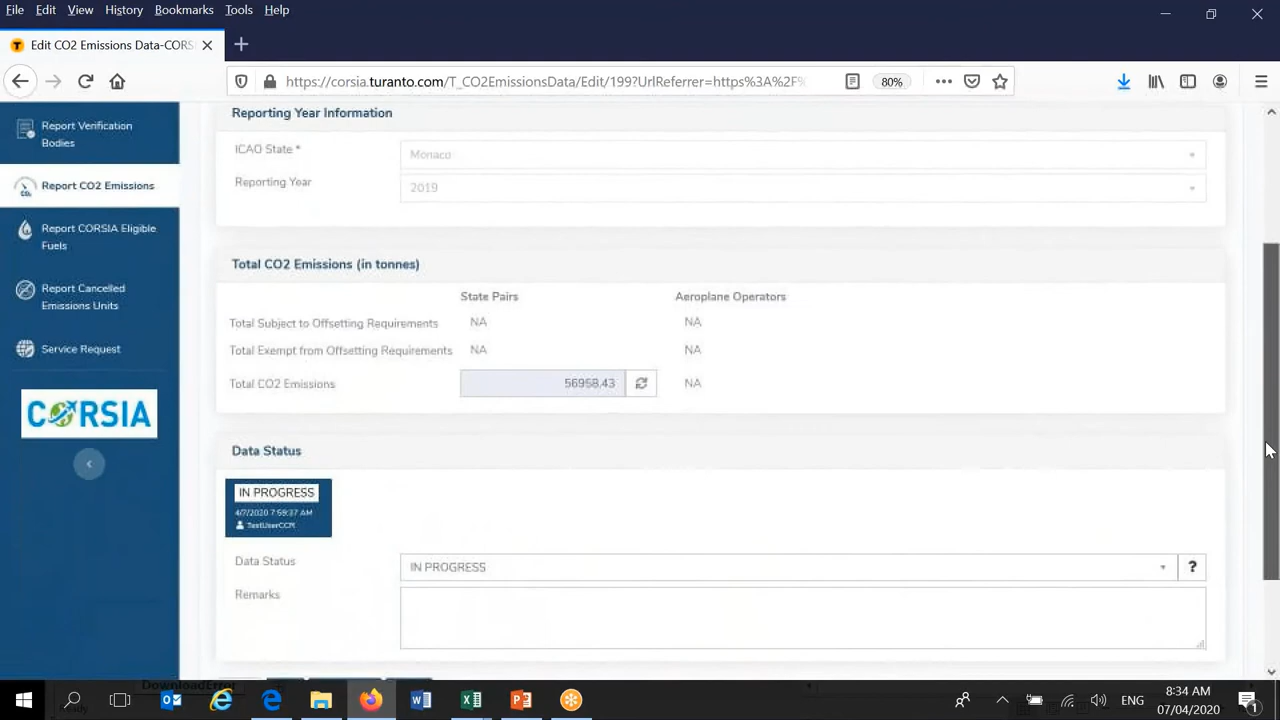 File Edit View History Bookmarks Tools Help
Edit CO2 Emissions Data-CORS
https://corsia.turanto.com/T_CO2EmissionsData/Edit/199?UrlReferrer=https%3A%2F%
80%
Report Verification
Bodies
Report CO2 Emissions
Report CORSIA Eligible
Fuels
Report Cancelled
Emissions Units
Service Request
CORSIA
Reporting Year Information
ICAO State *
Monaco
Reporting Year
2019
Total CO2 Emissions (in tonnes)
State Pairs Aeroplane Operators
Total Subject to Offsetting Requirements NA NA
Total Exempt from Offsetting Requirements NA NA
Total CO2 Emissions 56958.43 NA
Data Status
IN PROGRESS
4/7/2020 7:59:37 AM
TestUserCCM
Data Status IN PROGRESS ?
Remarks
DownloadError
ENG
8:34 AM
07/04/2020
1